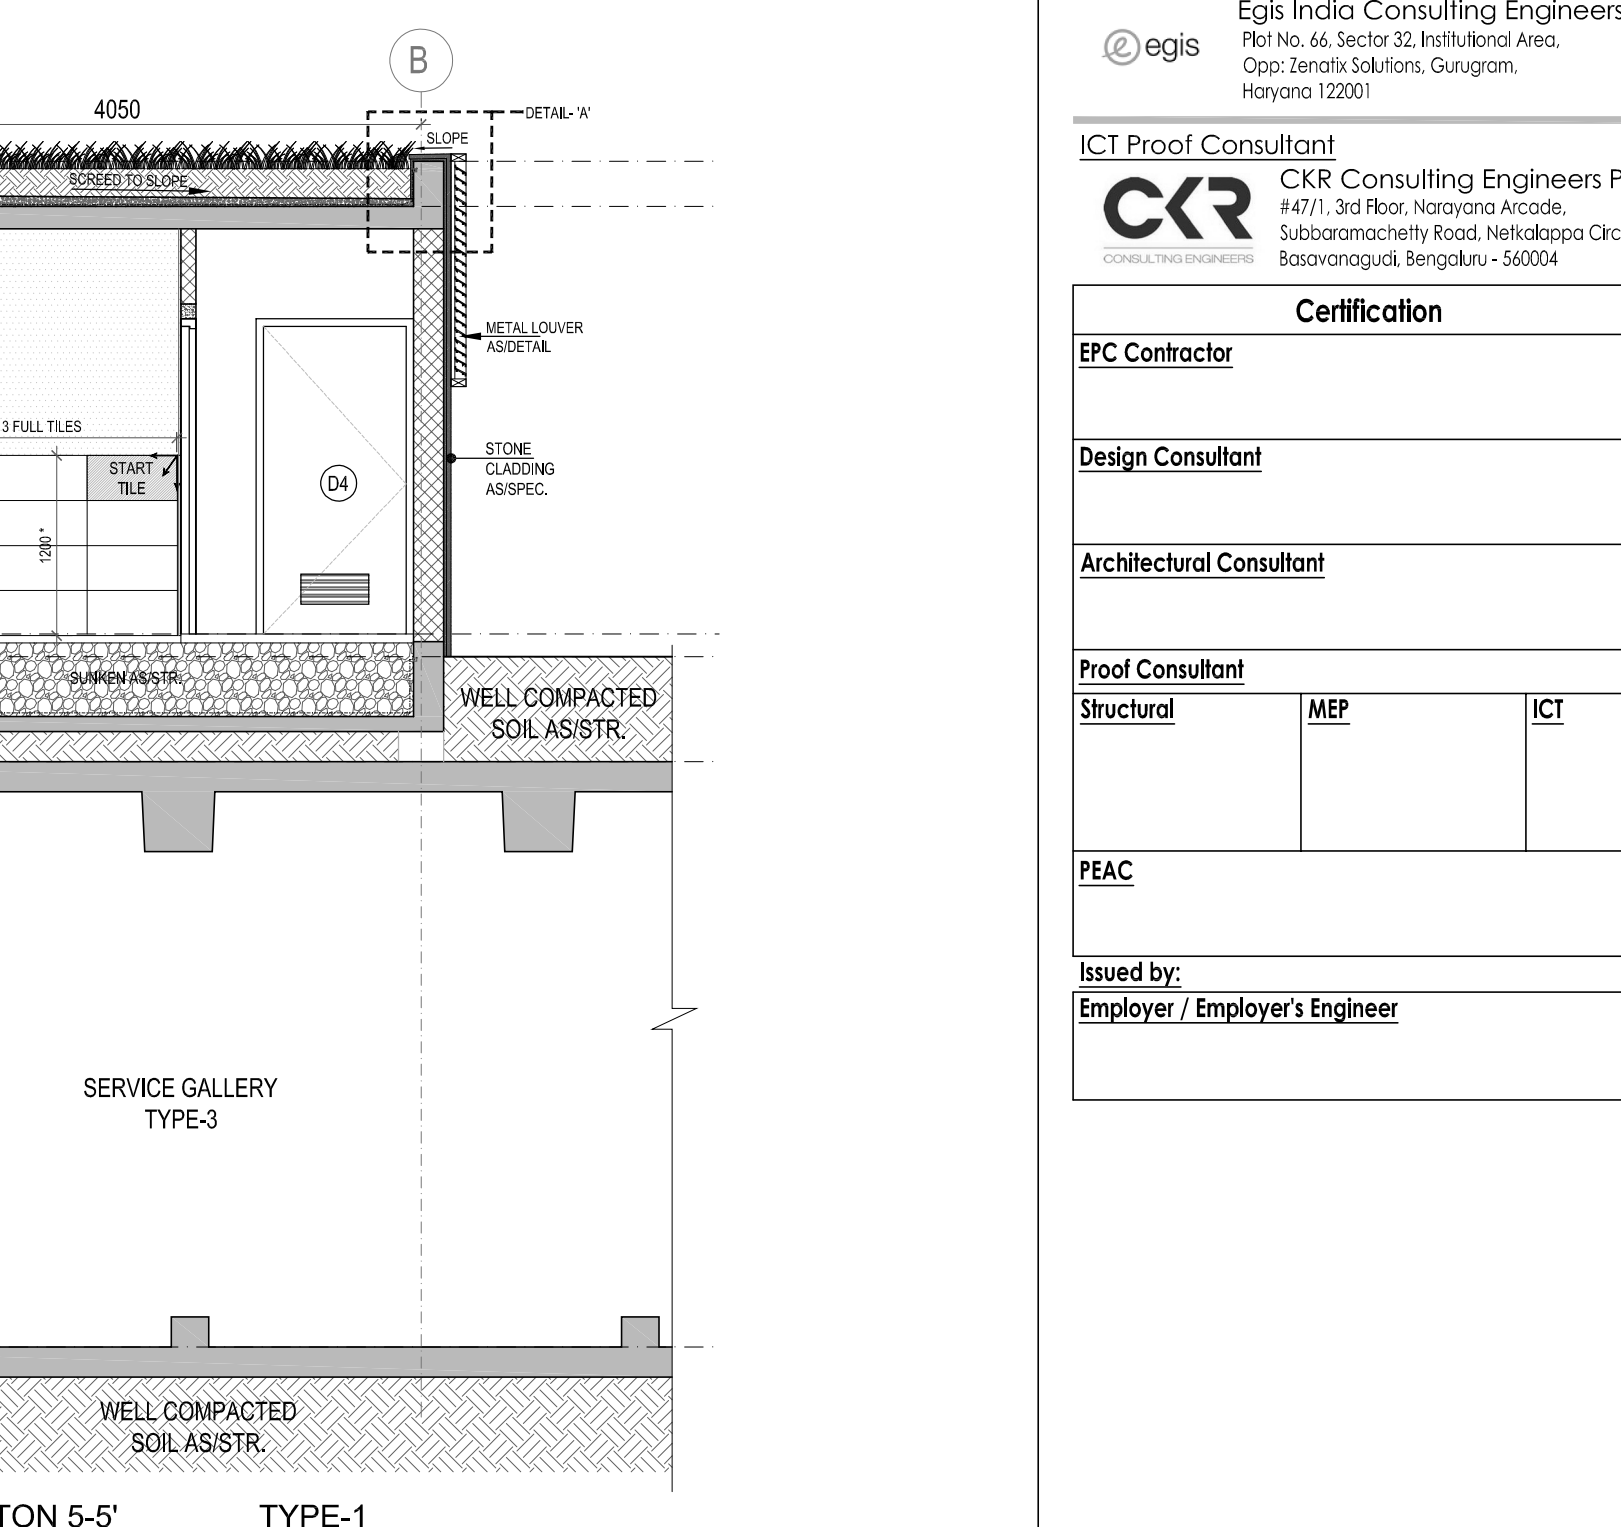 B
4050
DETAIL- 'A'
SLOPE
SCREED TO SLOPE
METAL LOUVER
AS/DETAIL
3 FULL TILES
START
TILE
STONE
CLADDING
AS/SPEC.
D4
1200 *
SUNKEN AS/STR.
WELL COMPACTED
SOIL AS/STR.
SERVICE GALLERY
TYPE-3
WELL COMPACTED
SOIL AS/STR.
TON 5-5'
TYPE-1
Egis India Consulting Engineers
egis
Plot No. 66, Sector 32, Institutional Area,
Opp: Zenatix Solutions, Gurugram,
Haryana 122001
ICT Proof Consultant
CKR
CONSULTING ENGINEERS
CKR Consulting Engineers P
#47/1, 3rd Floor, Narayana Arcade,
Subbaramachetty Road, Netkalappa Circ
Basavanagudi, Bengaluru - 560004
Certification
EPC Contractor
Design Consultant
Architectural Consultant
Proof Consultant
Structural
MEP
ICT
PEAC
Issued by:
Employer / Employer's Engineer